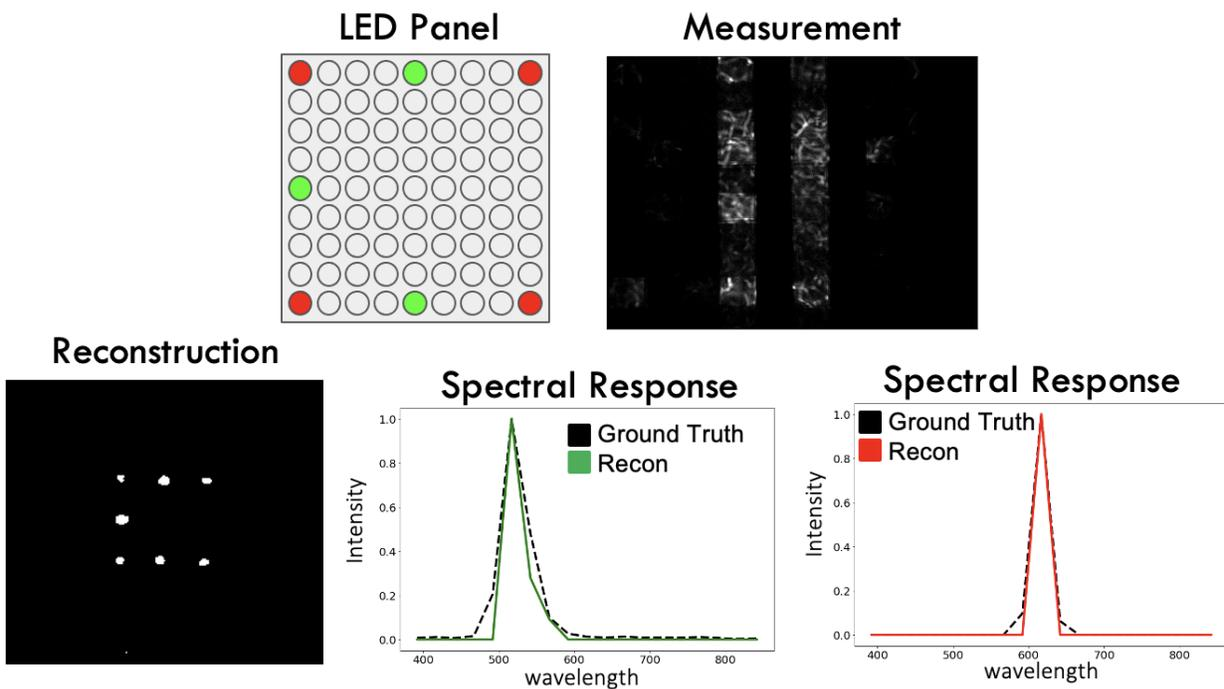 LED Panel
Measurement
Reconstruction
Spectral Response
1.0
0.8
0.6
0.4
0.2
0.0
Intensity
Ground Truth
Recon
400
500
600
700
800
wavelength
Spectral Response
1.0
0.8
0.6
0.4
0.2
0.0
Intensity
Ground Truth
Recon
400
500
600
700
800
wavelength